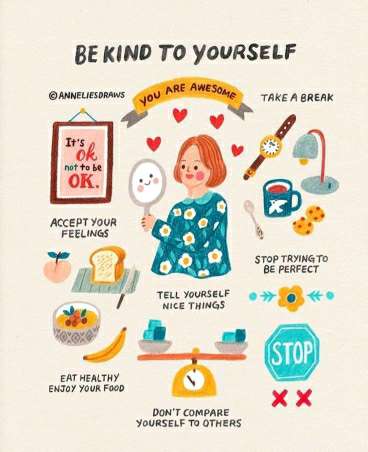 BE KIND TO YOURSELF
©ANNELIESDRAWS
YOU ARE AWESOME
TAKE A BREAK
It's
ok
not to be
OK.
ACCEPT YOUR
FEELINGS
STOP TRYING TO
BE PERFECT
TELL YOURSELF
NICE THINGS
STOP
EAT HEALTHY
ENJOY YOUR FOOD
DON'T COMPARE
YOURSELF TO OTHERS